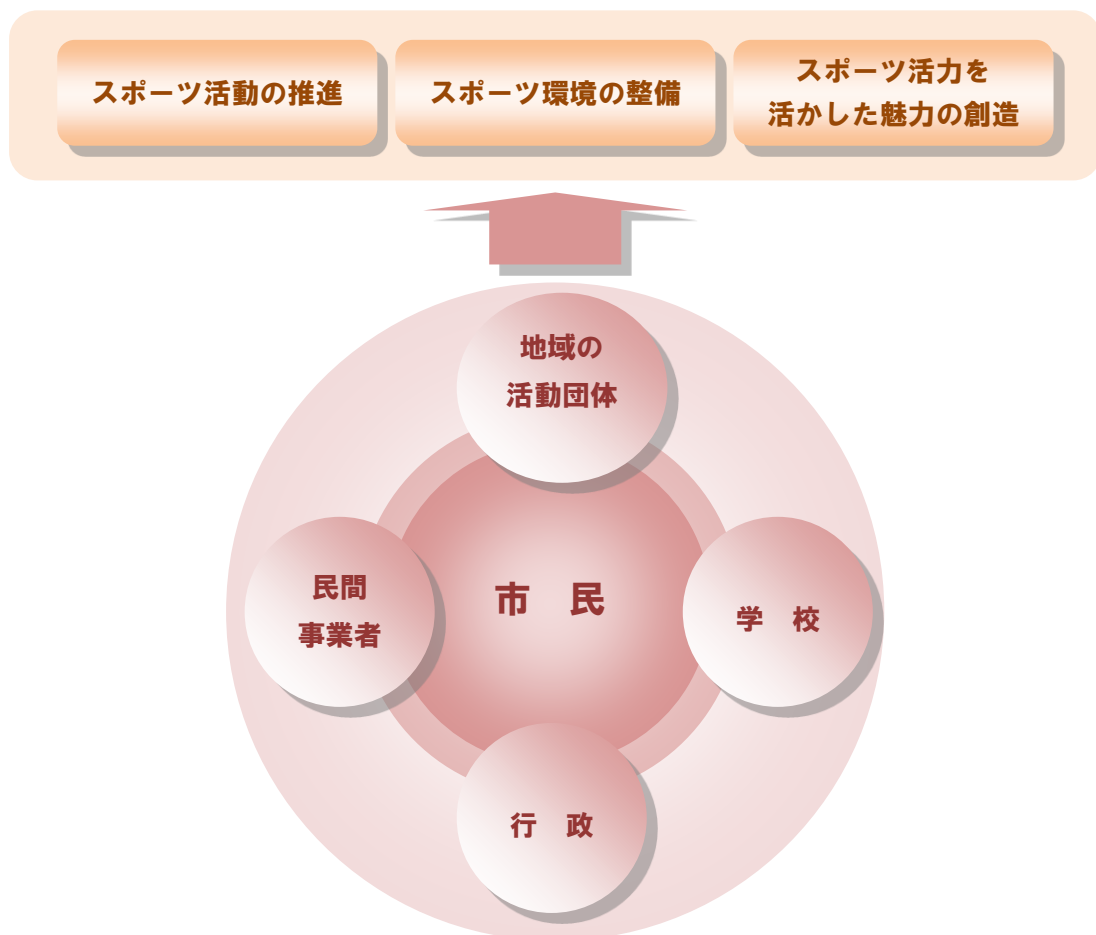 スポーツ活動の推進
スポーツ環境の整備
スポーツ活力を
活かした魅力の創造
地域の
活動団体
民間
事業者
市　民
学　校
行　政